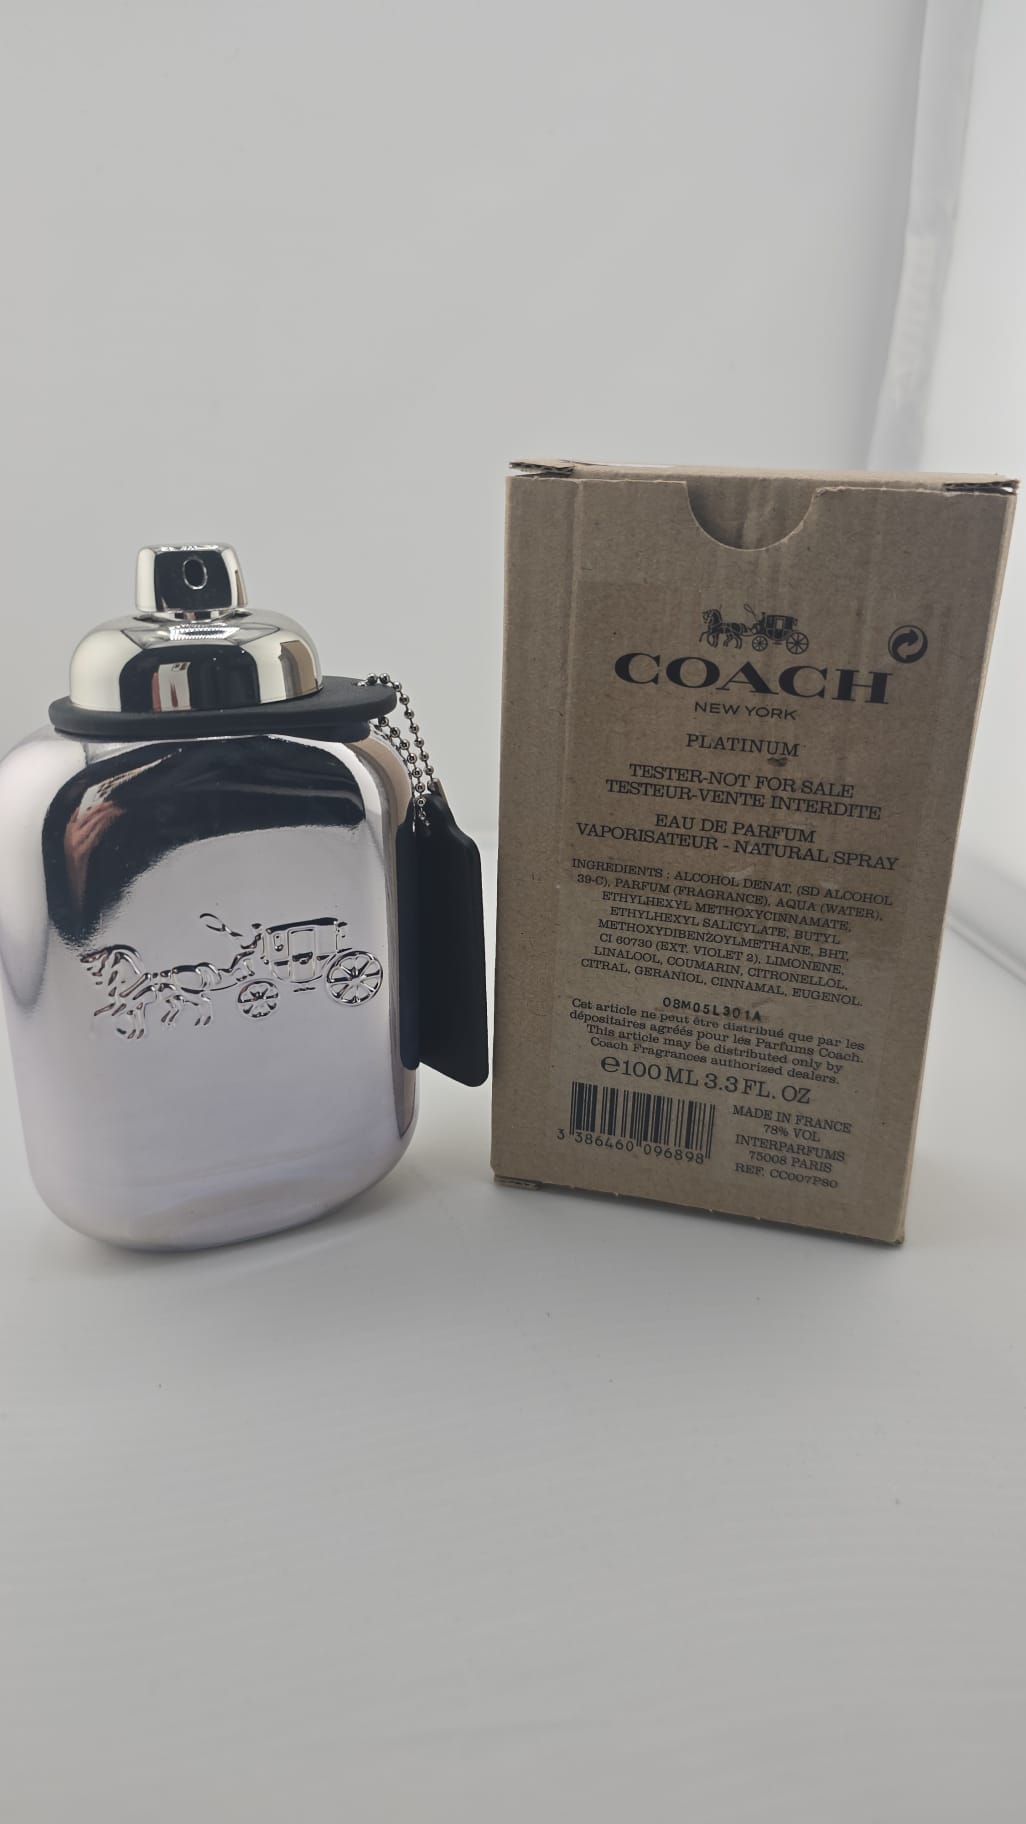 COACH
NEW YORK
PLATINUM
TESTER-NOT FOR SALE
TESTEUR-VENTE INTERDITE
EAU DE PARFUM
VAPORISATEUR - NATURAL SPRAY
INGREDIENTS : ALCOHOL DENAT. (SD ALCOHOL
39-C), PARFUM (FRAGRANCE), AQUA (WATER),
ETHYLHEXYL METHOXYCINNAMATE,
ETHYLHEXYL SALICYLATE, BUTYL
METHOXYDIBENZOYLMETHANE, BHT,
CI 60730 (EXT. VIOLET 2), LIMONENE,
LINALOOL, COUMARIN, CITRONELLOL,
CITRAL, GERANIOL, CINNAMAL, EUGENOL.
08M05L301A
Cet article ne peut être distribué que par les
dépositaires agréés pour les Parfums Coach.
This article may be distributed only by
Coach Fragrances authorized dealers.
℮100 ML 3.3 FL. OZ
3 386460 096898
MADE IN FRANCE
78% VOL
INTERPARFUMS
75008 PARIS
REF. CC007P80